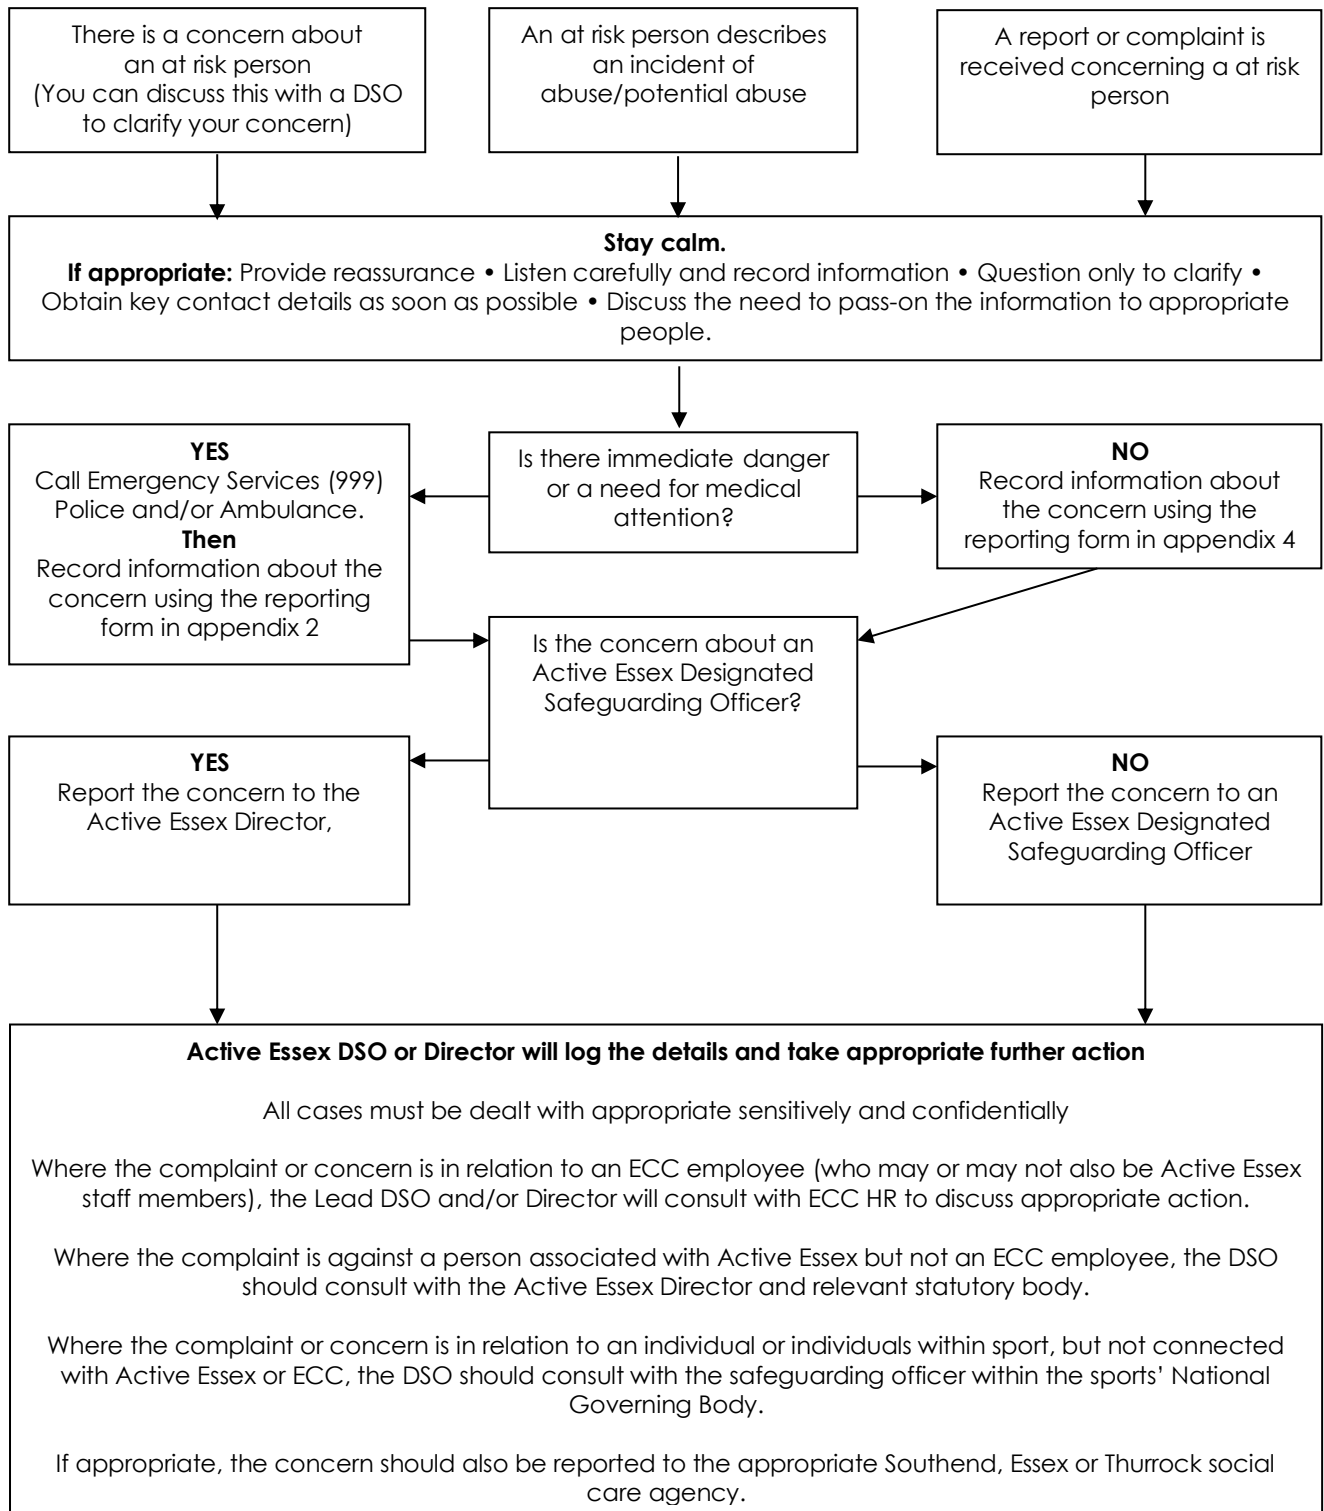 There is a concern about
an at risk person
(You can discuss this with a DSO
to clarify your concern)
An at risk person describes
an incident of
abuse/potential abuse
A report or complaint is
received concerning a at risk
person
Stay calm.
If appropriate: Provide reassurance • Listen carefully and record information • Question only to clarify •
Obtain key contact details as soon as possible • Discuss the need to pass-on the information to appropriate
people.
Is there immediate danger
or a need for medical
attention?
YES
Call Emergency Services (999)
Police and/or Ambulance.
Then
Record information about the
concern using the reporting
form in appendix 2
NO
Record information about
the concern using the
reporting form in appendix 4
Is the concern about an
Active Essex Designated
Safeguarding Officer?
YES
Report the concern to the
Active Essex Director,
NO
Report the concern to an
Active Essex Designated
Safeguarding Officer
Active Essex DSO or Director will log the details and take appropriate further action
All cases must be dealt with appropriate sensitively and confidentially
Where the complaint or concern is in relation to an ECC employee (who may or may not also be Active Essex
staff members), the Lead DSO and/or Director will consult with ECC HR to discuss appropriate action.
Where the complaint is against a person associated with Active Essex but not an ECC employee, the DSO
should consult with the Active Essex Director and relevant statutory body.
Where the complaint or concern is in relation to an individual or individuals within sport, but not connected
with Active Essex or ECC, the DSO should consult with the safeguarding officer within the sports' National
Governing Body.
If appropriate, the concern should also be reported to the appropriate Southend, Essex or Thurrock social
care agency.